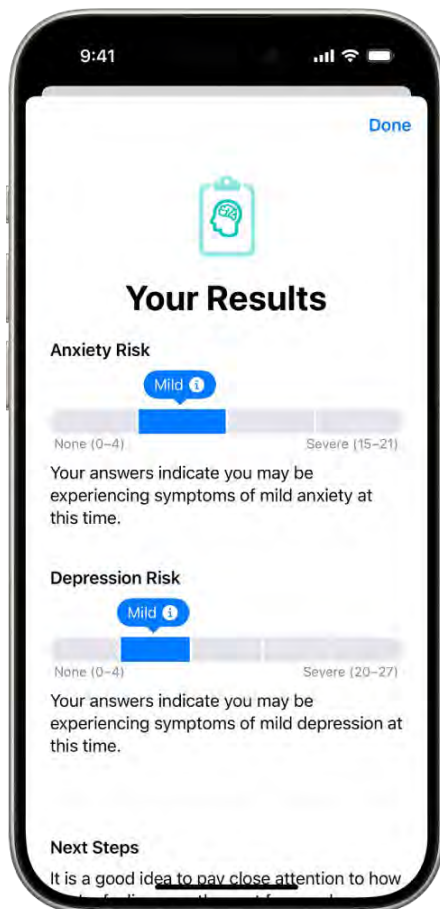 9:41
Done
Your Results
Anxiety Risk
Mild
None (0–4) Severe (15–21)
Your answers indicate you may be
experiencing symptoms of mild anxiety at
this time.
Depression Risk
Mild
None (0–4) Severe (20–27)
Your answers indicate you may be
experiencing symptoms of mild depression at
this time.
Next Steps
It is a good idea to pay close attention to how